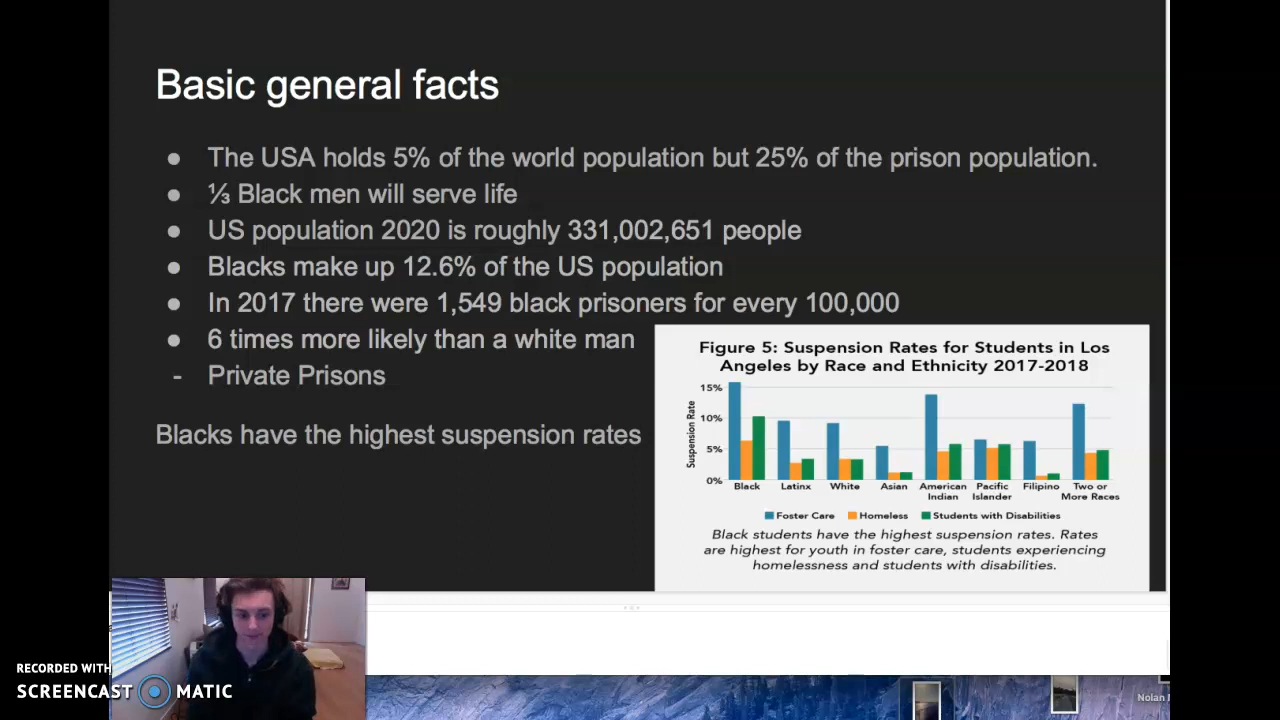 Basic general facts
● The USA holds 5% of the world population but 25% of the prison population.
● ⅓ Black men will serve life
● US population 2020 is roughly 331,002,651 people
● Blacks make up 12.6% of the US population
● In 2017 there were 1,549 black prisoners for every 100,000
● 6 times more likely than a white man
- Private Prisons
Blacks have the highest suspension rates
Figure 5: Suspension Rates for Students in Los
Angeles by Race and Ethnicity 2017-2018
Suspension Rate
15%
10%
5%
0%
Black Latinx White Asian American Pacific Filipino Two or
Indian Islander More Races
Foster Care Homeless Students with Disabilities
Black students have the highest suspension rates. Rates
are highest for youth in foster care, students experiencing
homelessness and students with disabilities.
RECORDED WITH
SCREENCAST MATIC
Nolan